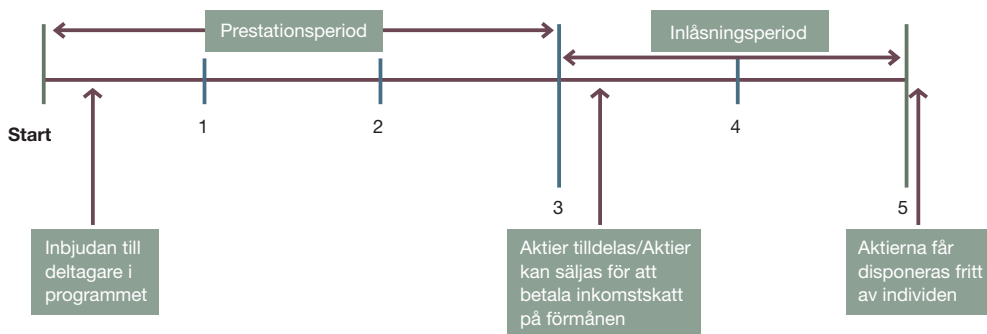 Prestationsperiod
Inlåsningsperiod
Start
1
2
3
4
5
Inbjudan till
deltagare i
programmet
Aktier tilldelas/Aktier
kan säljas för att
betala inkomstskatt
på förmånen
Aktierna får
disponeras fritt
av individen